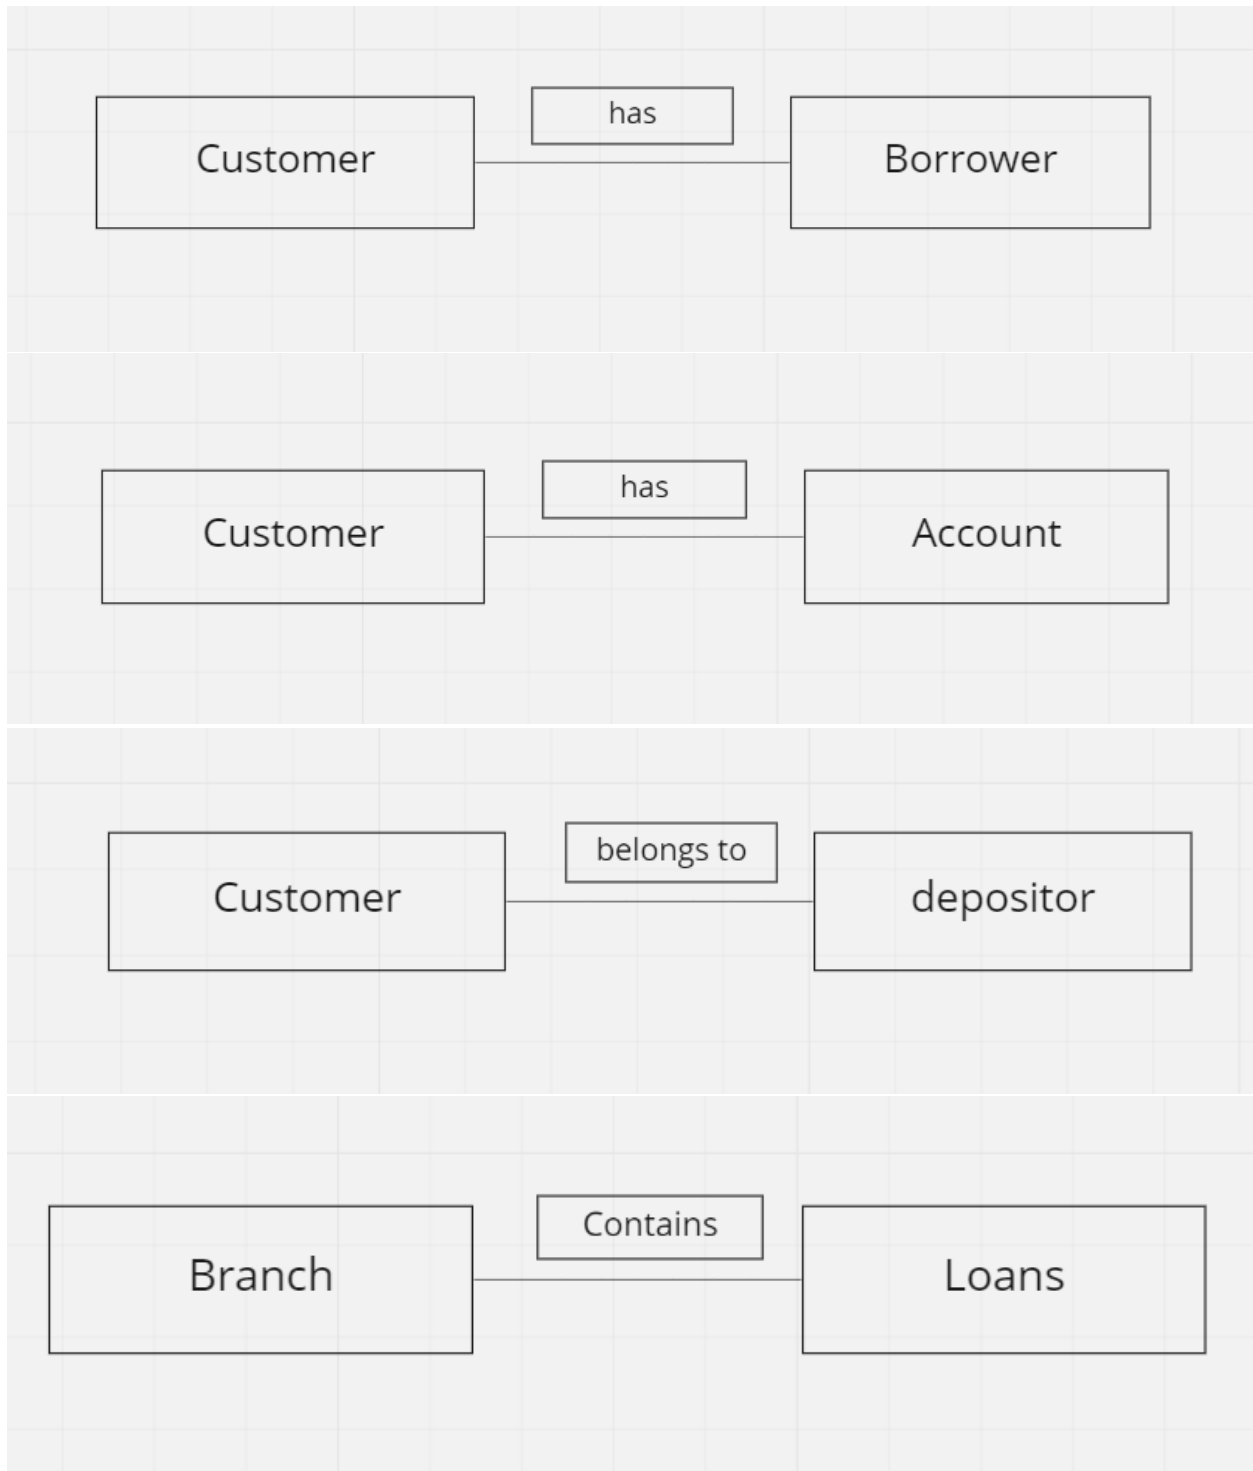 Customer has Borrower
Customer has Account
Customer belongs to depositor
Branch Contains Loans